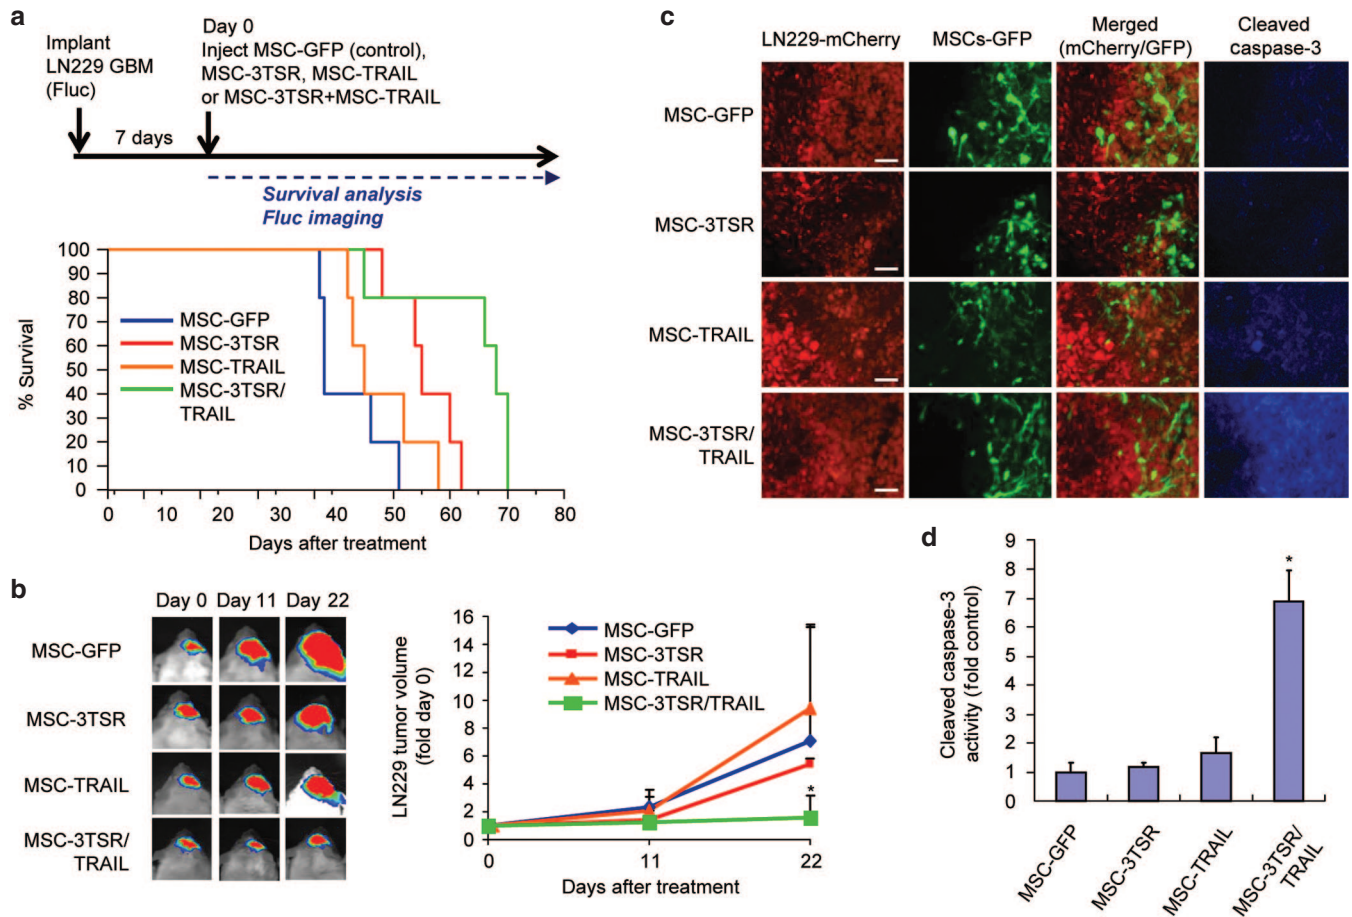 a
Implant
LN229 GBM
(Fluc)
Day 0
Inject MSC-GFP (control),
MSC-3TSR, MSC-TRAIL
or MSC-3TSR+MSC-TRAIL
7 days
Survival analysis
Fluc imaging
% Survival
100
90
80
70
60
50
40
30
20
10
0
MSC-GFP
MSC-3TSR
MSC-TRAIL
MSC-3TSR/
TRAIL
0 10 20 30 40 50 60 70 80
Days after treatment
b
Day 0 Day 11 Day 22
MSC-GFP
MSC-3TSR
MSC-TRAIL
MSC-3TSR/
TRAIL
LN229 tumor volume
(fold day 0)
16
14
12
10
8
6
4
2
0
MSC-GFP
MSC-3TSR
MSC-TRAIL
MSC-3TSR/TRAIL
*
0 11 22
Days after treatment
c
LN229-mCherry
MSCs-GFP
Merged
(mCherry/GFP)
Cleaved
caspase-3
MSC-GFP
MSC-3TSR
MSC-TRAIL
MSC-3TSR/
TRAIL
d
Cleaved caspase-3
activity (fold control)
9
8
7
6
5
4
3
2
1
0
*
MSC-GFP
MSC-3TSR
MSC-TRAIL
MSC-3TSR/
TRAIL